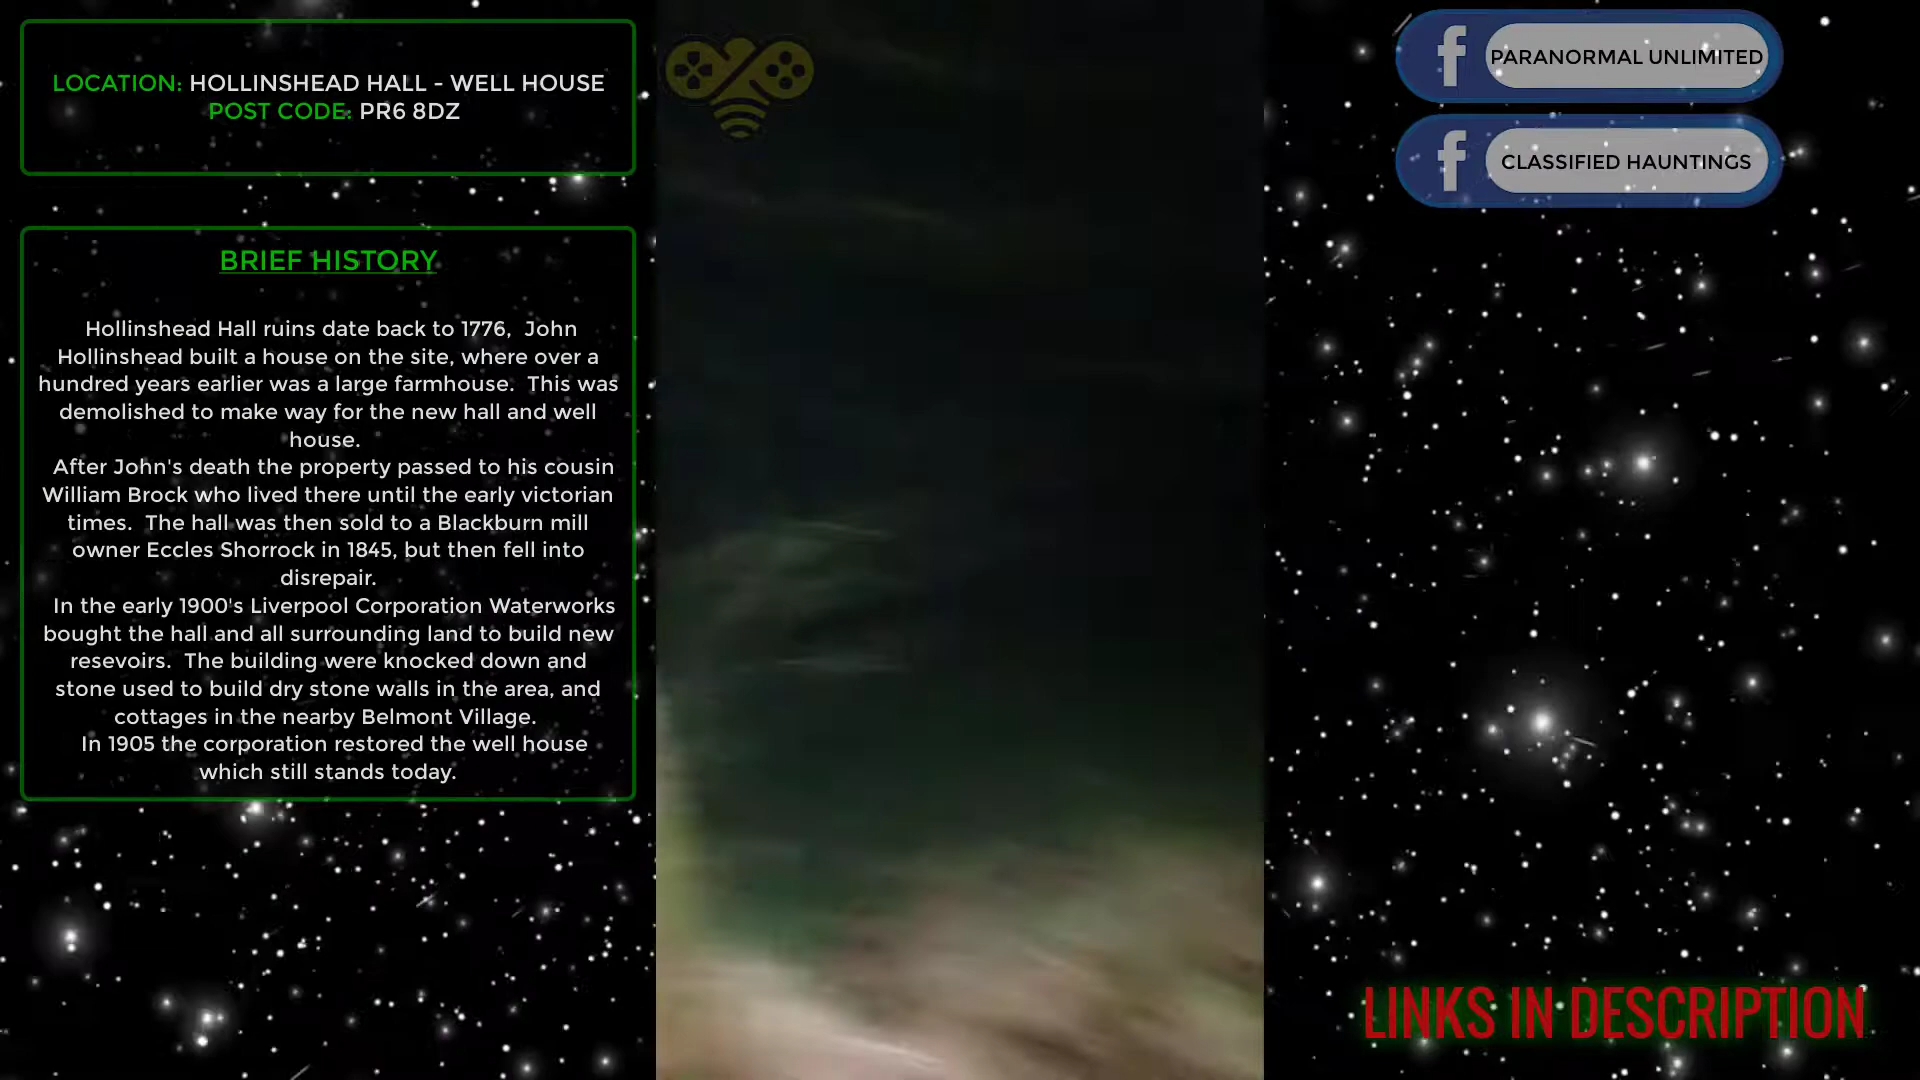 LOCATION: HOLLINSHEAD HALL - WELL HOUSE
POST CODE: PR6 8DZ
BRIEF HISTORY
Hollinshead Hall ruins date back to 1776, John
Hollinshead built a house on the site, where over a
hundred years earlier was a large farmhouse. This was
demolished to make way for the new hall and well
house.
After John's death the property passed to his cousin
William Brock who lived there until the early victorian
times. The hall was then sold to a Blackburn mill
owner Eccles Shorrock in 1845, but then fell into
disrepair.
In the early 1900's Liverpool Corporation Waterworks
bought the hall and all surrounding land to build new
resevoirs. The building were knocked down and
stone used to build dry stone walls in the area, and
cottages in the nearby Belmont Village.
In 1905 the corporation restored the well house
which still stands today.
PARANORMAL UNLIMITED
CLASSIFIED HAUNTINGS
LINKS IN DESCRIPTION